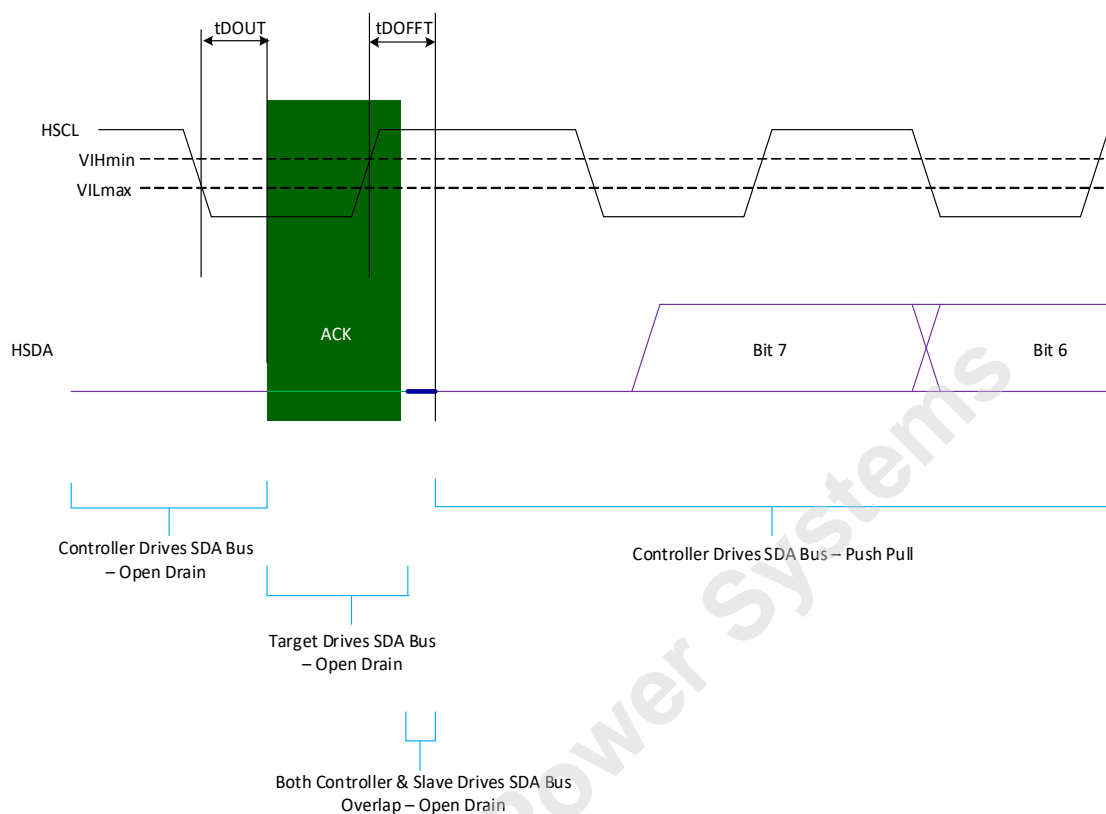 tDOUT
tDOFFT
HSCL
VIHmin
VILmax
ACK
HSDA
Bit 7
Bit 6
Controller Drives SDA Bus
– Open Drain
Controller Drives SDA Bus – Push Pull
Target Drives SDA Bus
– Open Drain
Both Controller & Slave Drives SDA Bus
Overlap – Open Drain
Power Systems